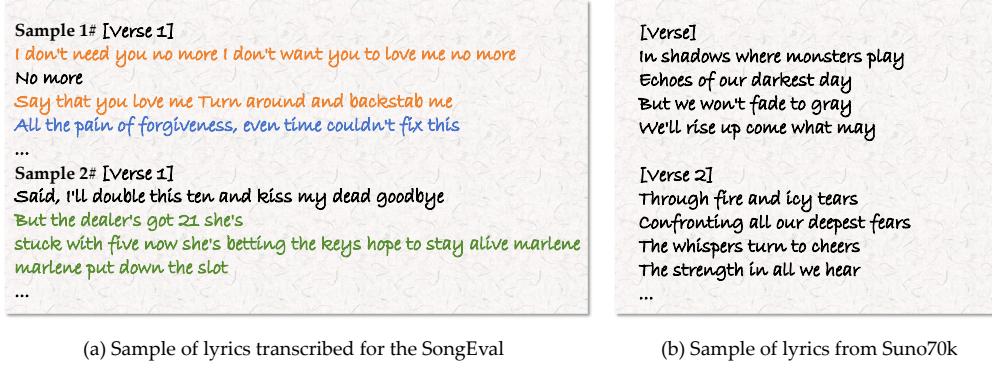 Sample 1# [Verse 1]
I don't need you no more I don't want you to love me no more
No more
Say that you love me Turn around and backstab me
All the pain of forgiveness, even time couldn't fix this
...
Sample 2# [Verse 1]
Said, I'll double this ten and kiss my dead goodbye
But the dealer's got 21 she's
stuck with five now she's betting the keys hope to stay alive marlene
marlene put down the slot
...
(a) Sample of lyrics transcribed for the SongEval
[Verse]
In shadows where monsters play
Echoes of our darkest day
But we won't fade to gray
We'll rise up come what may
[Verse 2]
Through fire and icy tears
Confronting all our deepest fears
The whispers turn to cheers
The strength in all we hear
...
(b) Sample of lyrics from Suno70k